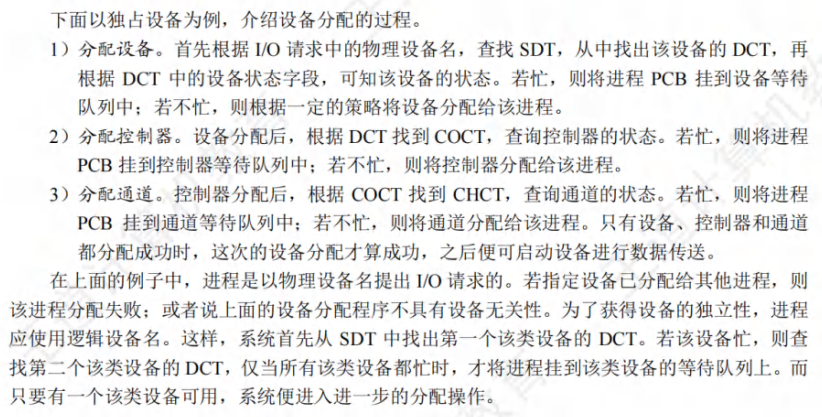 下面以独占设备为例，介绍设备分配的过程。
1）分配设备。首先根据 I/O 请求中的物理设备名，查找 SDT，从中找出该设备的 DCT，再
根据 DCT 中的设备状态字段，可知该设备的状态。若忙，则将进程 PCB 挂到设备等待
队列中；若不忙，则根据一定的策略将设备分配给该进程。
2）分配控制器。设备分配后，根据 DCT 找到 COCT，查询控制器的状态。若忙，则将进程
PCB 挂到控制器等待队列中；若不忙，则将控制器分配给该进程。
3）分配通道。控制器分配后，根据 COCT 找到 CHCT，查询通道的状态。若忙，则将进程
PCB 挂到通道等待队列中；若不忙，则将通道分配给该进程。只有设备、控制器和通道
都分配成功时，这次的设备分配才算成功，之后便可启动设备进行数据传送。
在上面的例子中，进程是以物理设备名提出 I/O 请求的。若指定设备已分配给其他进程，则
该进程分配失败；或者说上面的设备分配程序不具有设备无关性。为了获得设备的独立性，进程
应使用逻辑设备名。这样，系统首先从 SDT 中找出第一个该类设备的 DCT。若该设备忙，则查
找第二个该类设备的 DCT，仅当所有该类设备都忙时，才将进程挂到该类设备的等待队列上。而
只要有一个该类设备可用，系统便进入进一步的分配操作。